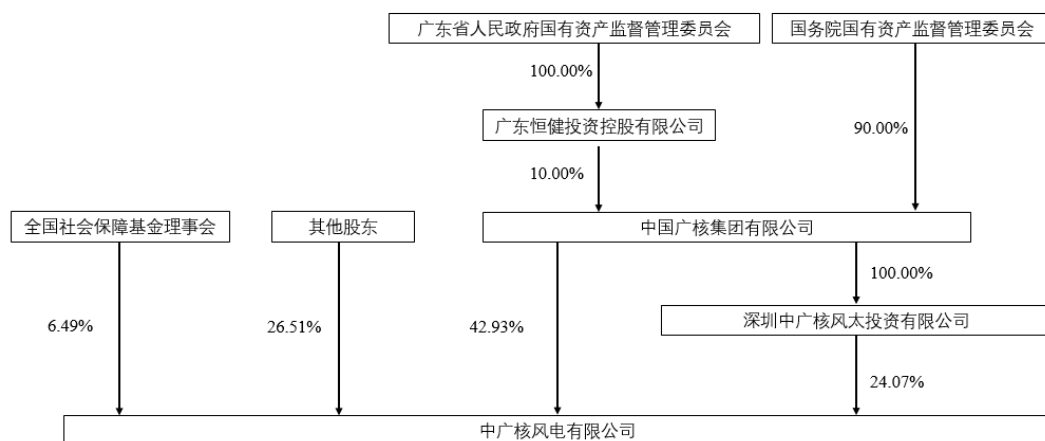 广东省人民政府国有资产监督管理委员会
国务院国有资产监督管理委员会
100.00%
广东恒健投资控股有限公司
90.00%
10.00%
全国社会保障基金理事会
其他股东
中国广核集团有限公司
100.00%
6.49%
26.51%
42.93%
深圳中广核风太投资有限公司
24.07%
中广核风电有限公司